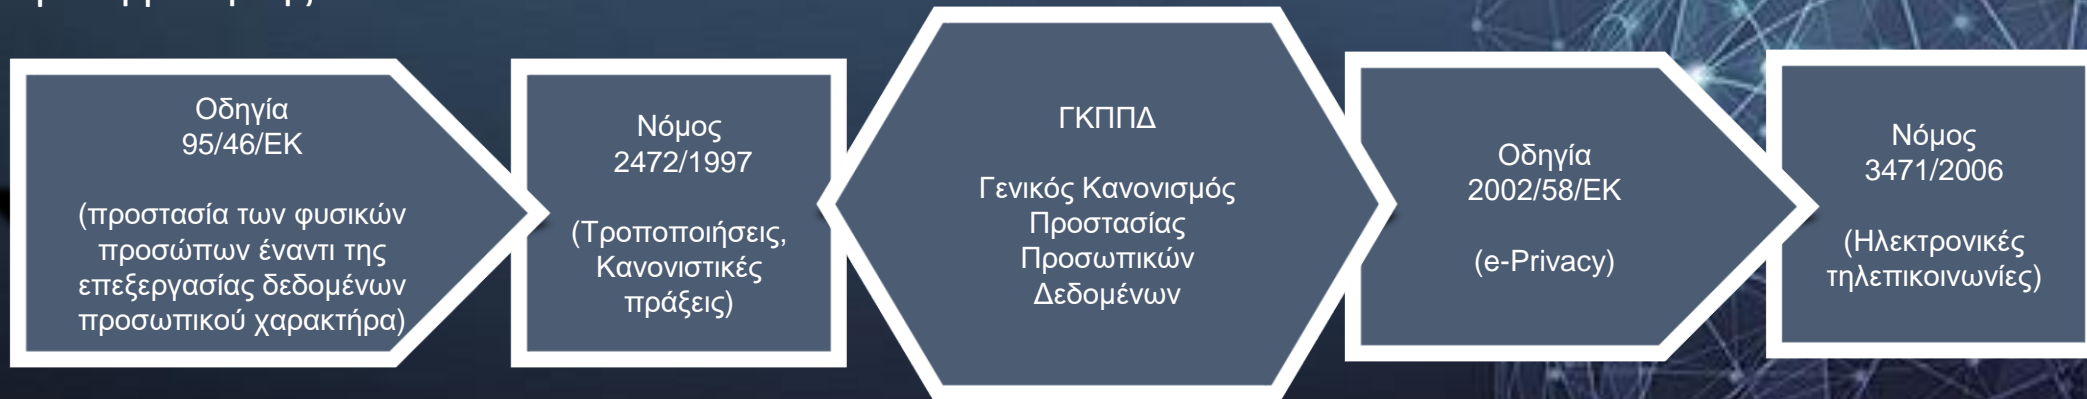 Οδηγία
95/46/ΕΚ
(προστασία των φυσικών
προσώπων έναντι της
επεξεργασίας δεδομένων
προσωπικού χαρακτήρα)
Νόμος
2472/1997
(Τροποποιήσεις,
Κανονιστικές
πράξεις)
ΓΚΠΠΔ
Γενικός Κανονισμός
Προστασίας
Προσωπικών
Δεδομένων
Οδηγία
2002/58/ΕΚ
(e-Privacy)
Νόμος
3471/2006
(Ηλεκτρονικές
τηλεπικοινωνίες)